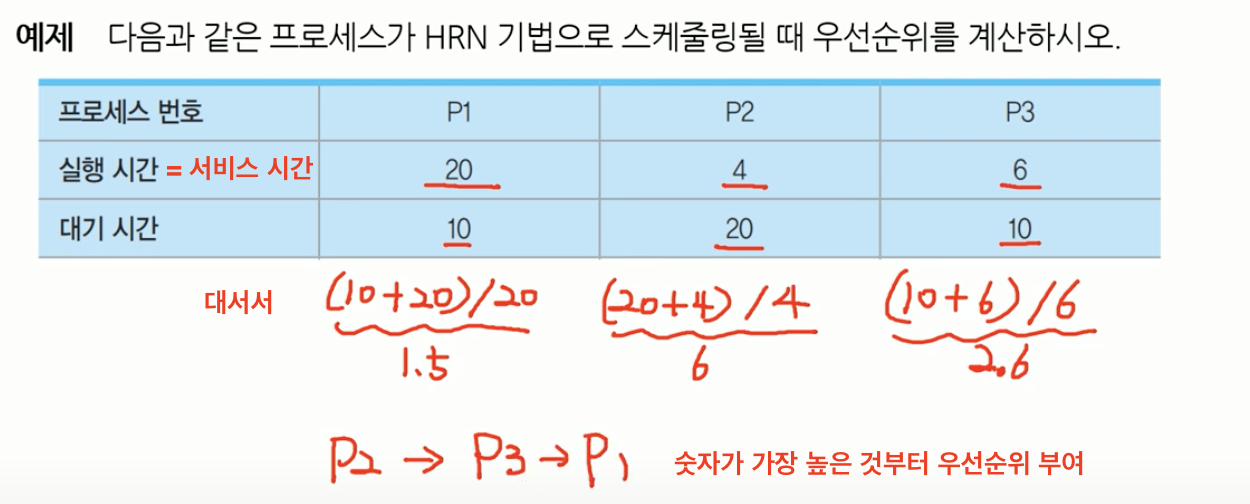 예제 다음과 같은 프로세스가 HRN 기법으로 스케줄링될 때 우선순위를 계산하시오.
프로세스 번호 P1 P2 P3
실행 시간 = 서비스 시간 20 4 6
대기 시간 10 20 10
대서서 (10+20)/20 (20+4)/4 (10+6)/6
1.5 6 2.6
P2 → P3 → P1 숫자가 가장 높은 것부터 우선순위 부여